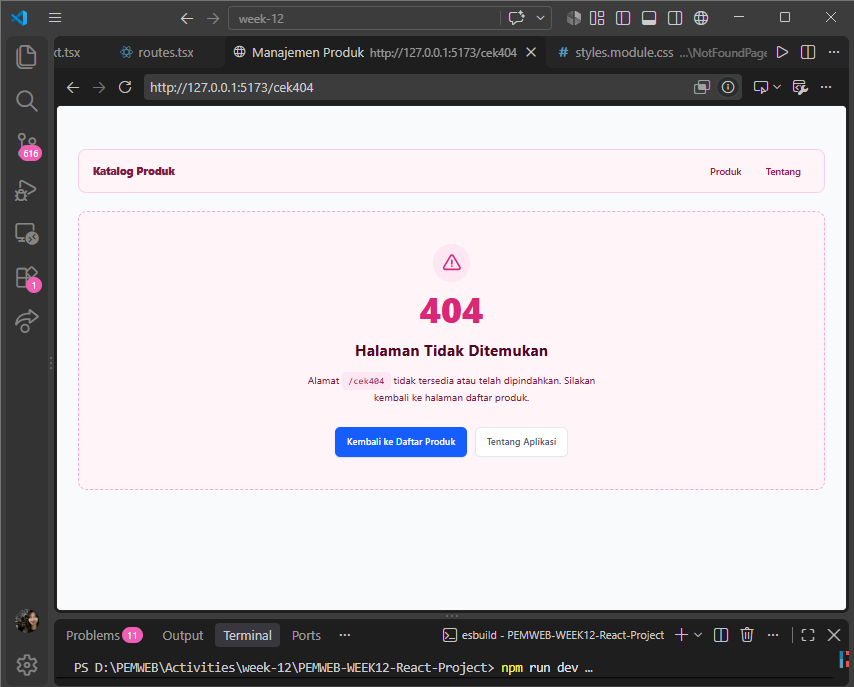 week-12
ct.tsx
routes.tsx
Manajemen Produk http://127.0.0.1:5173/cek404
# styles.module.css ...\NotFoundPage
http://127.0.0.1:5173/cek404
616
1
Katalog Produk
Produk
Tentang
404
Halaman Tidak Ditemukan
Alamat /cek404 tidak tersedia atau telah dipindahkan. Silakan
kembali ke halaman daftar produk.
Kembali ke Daftar Produk
Tentang Aplikasi
Problems 11
Output
Terminal
Ports
esbuild - PEMWEB-WEEK12-React-Project
PS D:\PEMWEB\Activities\week-12\PEMWEB-WEEK12-React-Project> npm run dev …